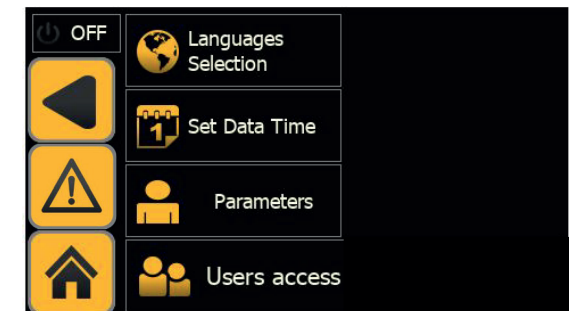 OFF
Languages
Selection
1
Set Data Time
Parameters
Users access